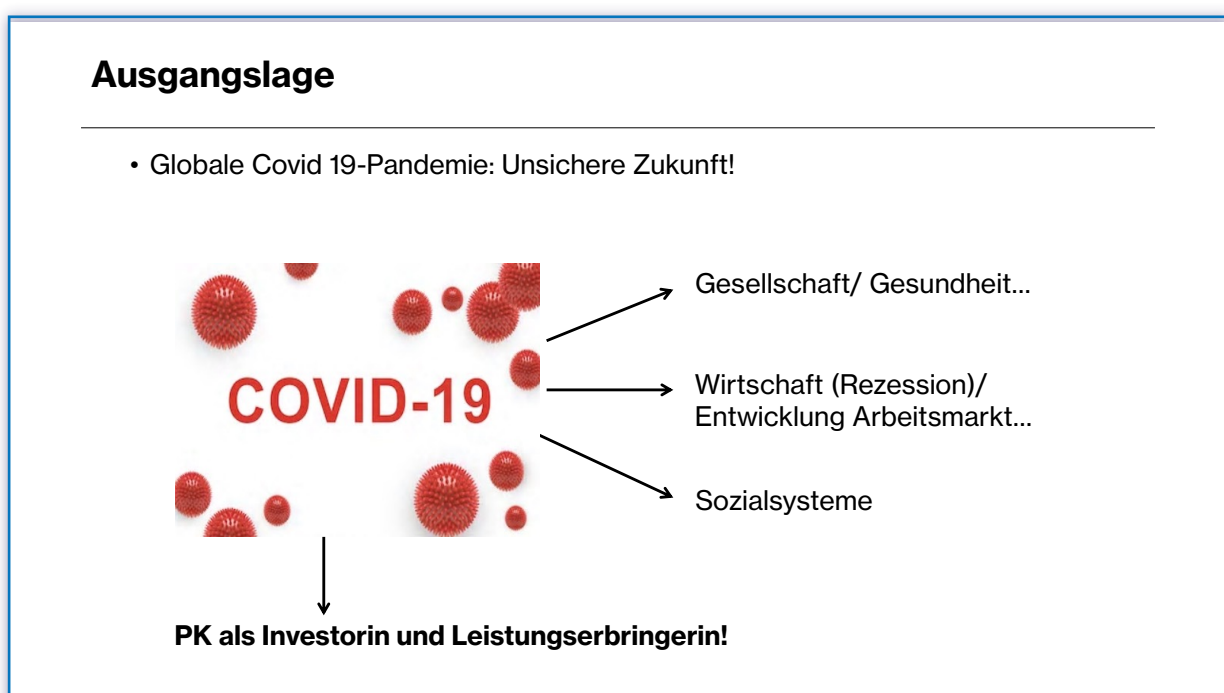 Ausgangslage
• Globale Covid 19-Pandemie: Unsichere Zukunft!
COVID-19
Gesellschaft/ Gesundheit...
Wirtschaft (Rezession)/
Entwicklung Arbeitsmarkt...
Sozialsysteme
PK als Investorin und Leistungserbringerin!